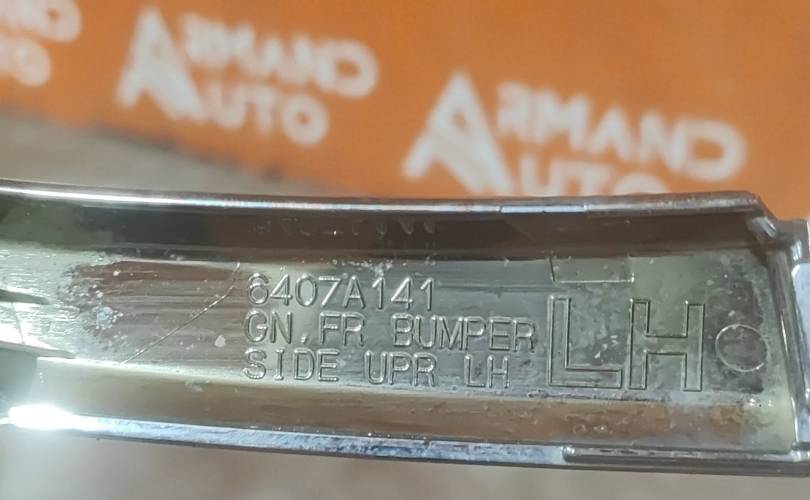 ARMAND
AUTO
ARMAND
AUTO
6407A141
GN.FR BUMPER
SIDE UPR LH
LH